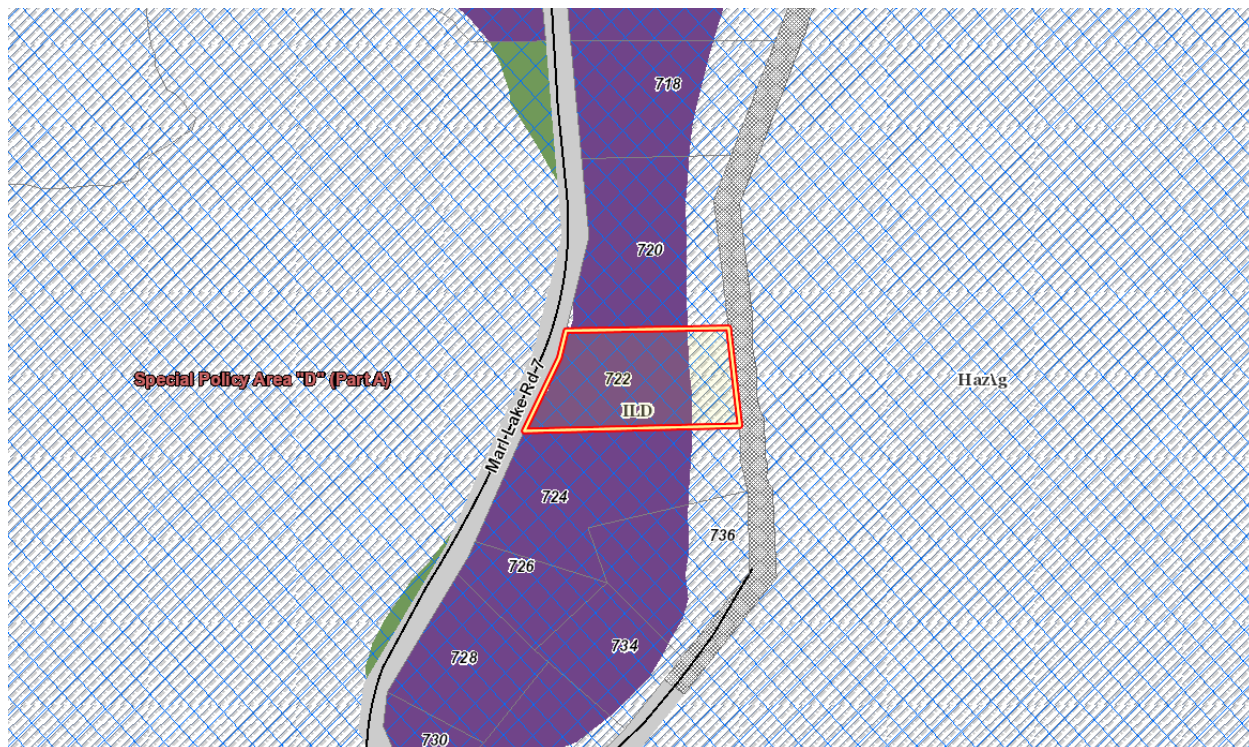 718
720
Special Policy Area "D" (Part A)
722
Haz\g
ILD
Marl-Lake-Rd-7
724
736
726
734
728
730